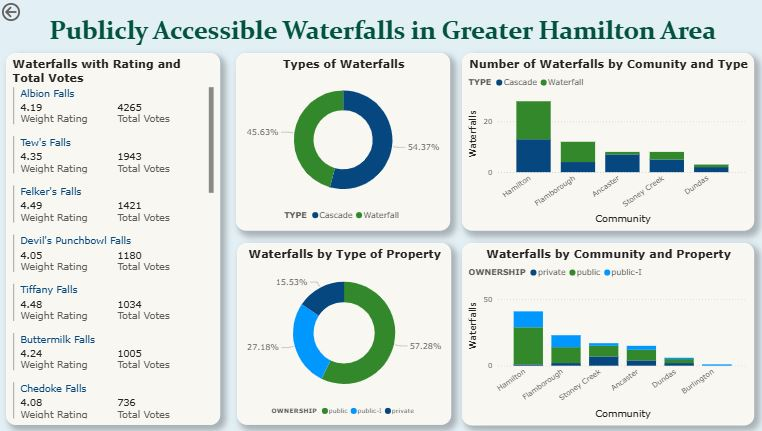 Publicly Accessible Waterfalls in Greater Hamilton Area
Waterfalls with Rating and
Total Votes
Albion Falls
4.19 4265
Weight Rating Total Votes
Tew's Falls
4.35 1943
Weight Rating Total Votes
Felker's Falls
4.49 1421
Weight Rating Total Votes
Devil's Punchbowl Falls
4.05 1180
Weight Rating Total Votes
Tiffany Falls
4.48 1034
Weight Rating Total Votes
Buttermilk Falls
4.24 1005
Weight Rating Total Votes
Chedoke Falls
4.08 736
Weight Rating Total Votes
Types of Waterfalls
45.63%
54.37%
TYPE Cascade Waterfall
Number of Waterfalls by Comunity and Type
TYPE Cascade Waterfall
Waterfalls
20
0
Hamilton
Flamborough
Ancaster
Stoney Creek
Dundas
Community
Waterfalls by Type of Property
15.53%
27.18%
57.28%
OWNERSHIP public public-I private
Waterfalls by Community and Property
OWNERSHIP private public public-I
Waterfalls
50
0
Hamilton
Flamborough
Stoney Creek
Ancaster
Dundas
Burlington
Community